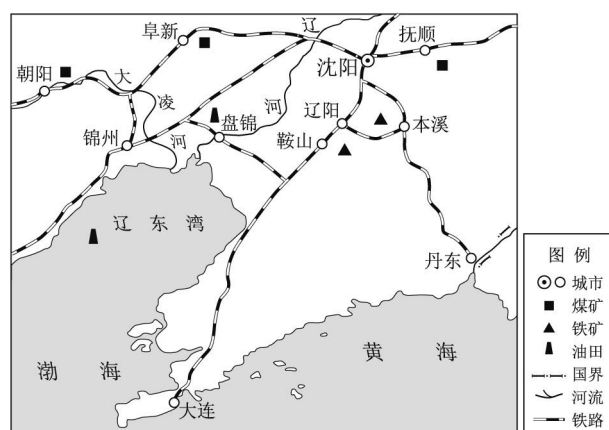 阜新
辽
抚顺
朝阳
大
沈阳
凌
河
辽阳
本溪
盘锦
锦州
河
鞍山
辽东湾
丹东
渤海
黄海
大连
图例
城市
煤矿
铁矿
油田
国界
河流
铁路